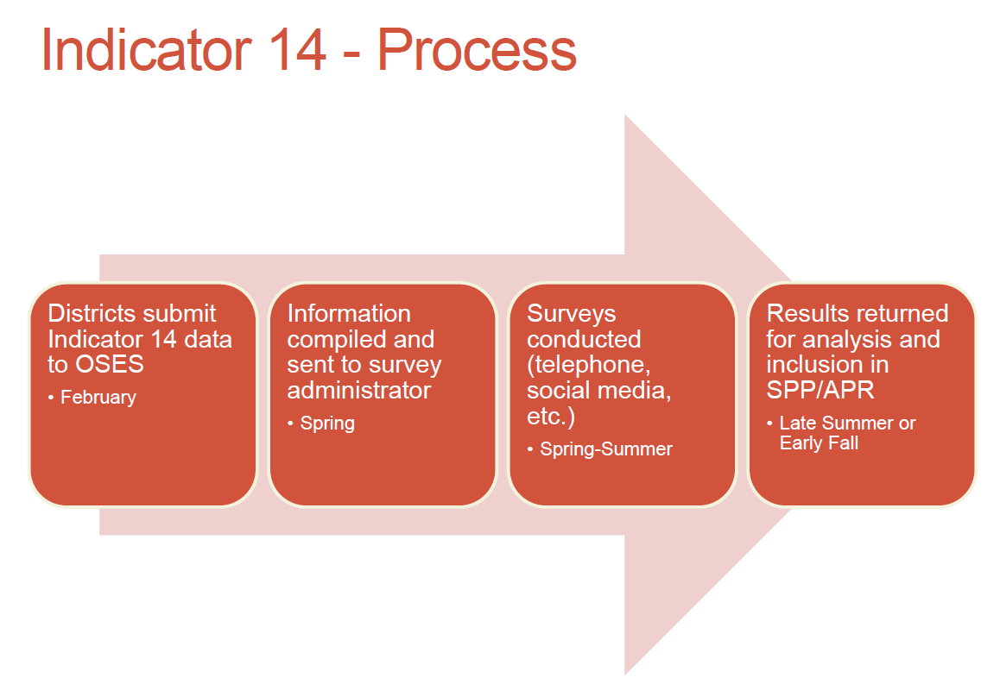 Indicator 14 - Process
Districts submit
Indicator 14 data
to OSES
• February
Information
compiled and
sent to survey
administrator
• Spring
Surveys
conducted
(telephone,
social media,
etc.)
• Spring-Summer
Results returned
for analysis and
inclusion in
SPP/APR
• Late Summer or
Early Fall